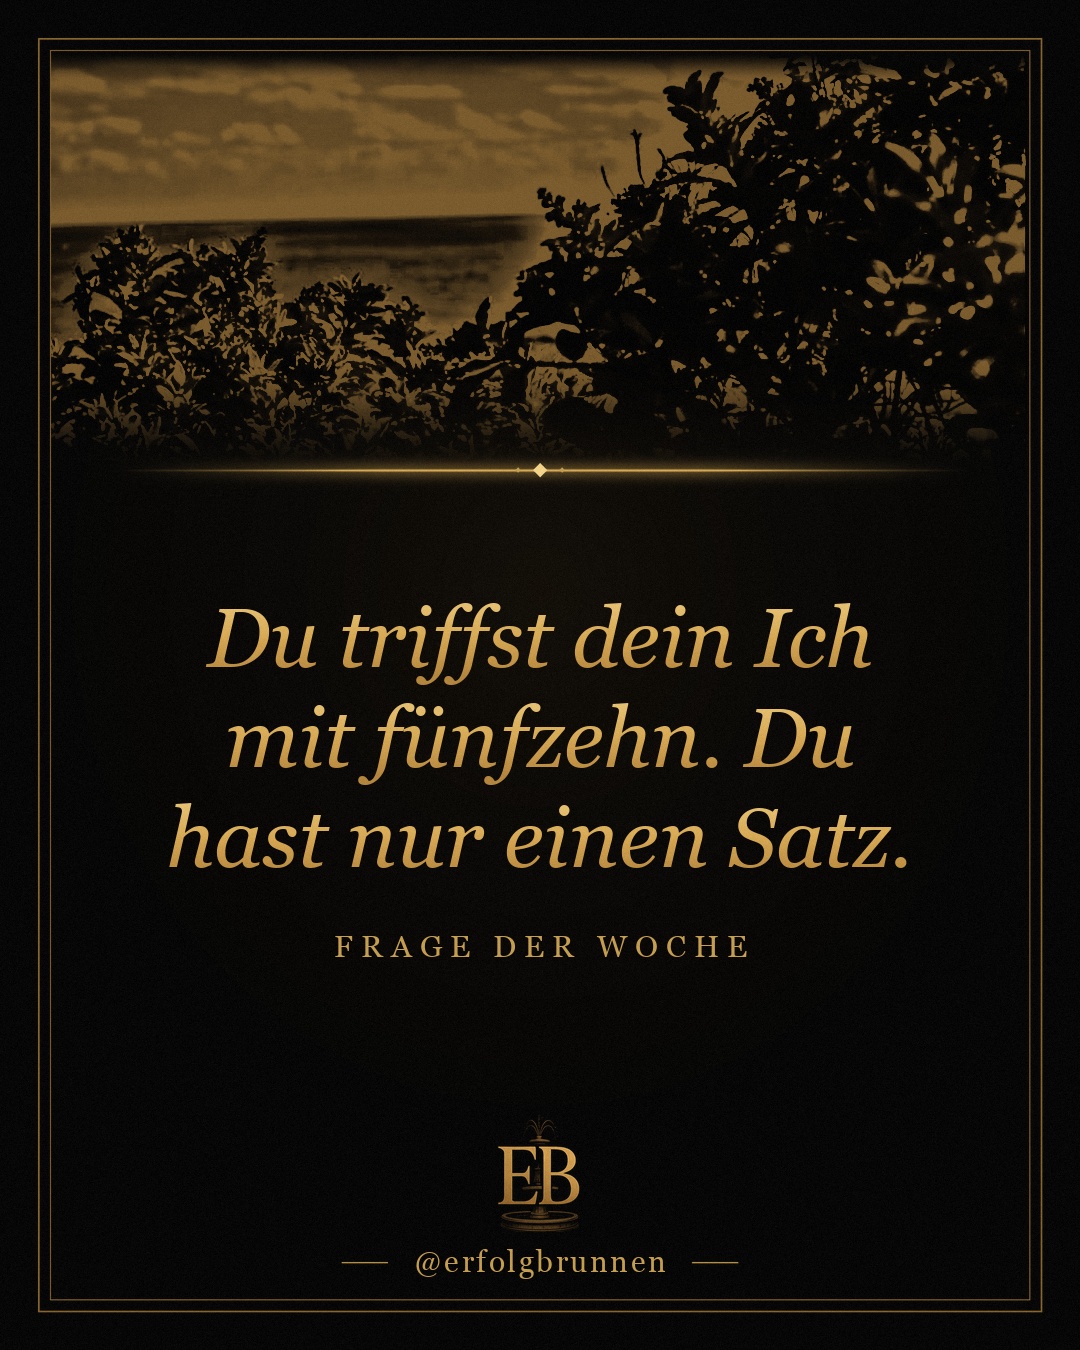 Du triffst dein Ich
mit fünfzehn. Du
hast nur einen Satz.
FRAGE DER WOCHE
EB
@erfolgbrunnen